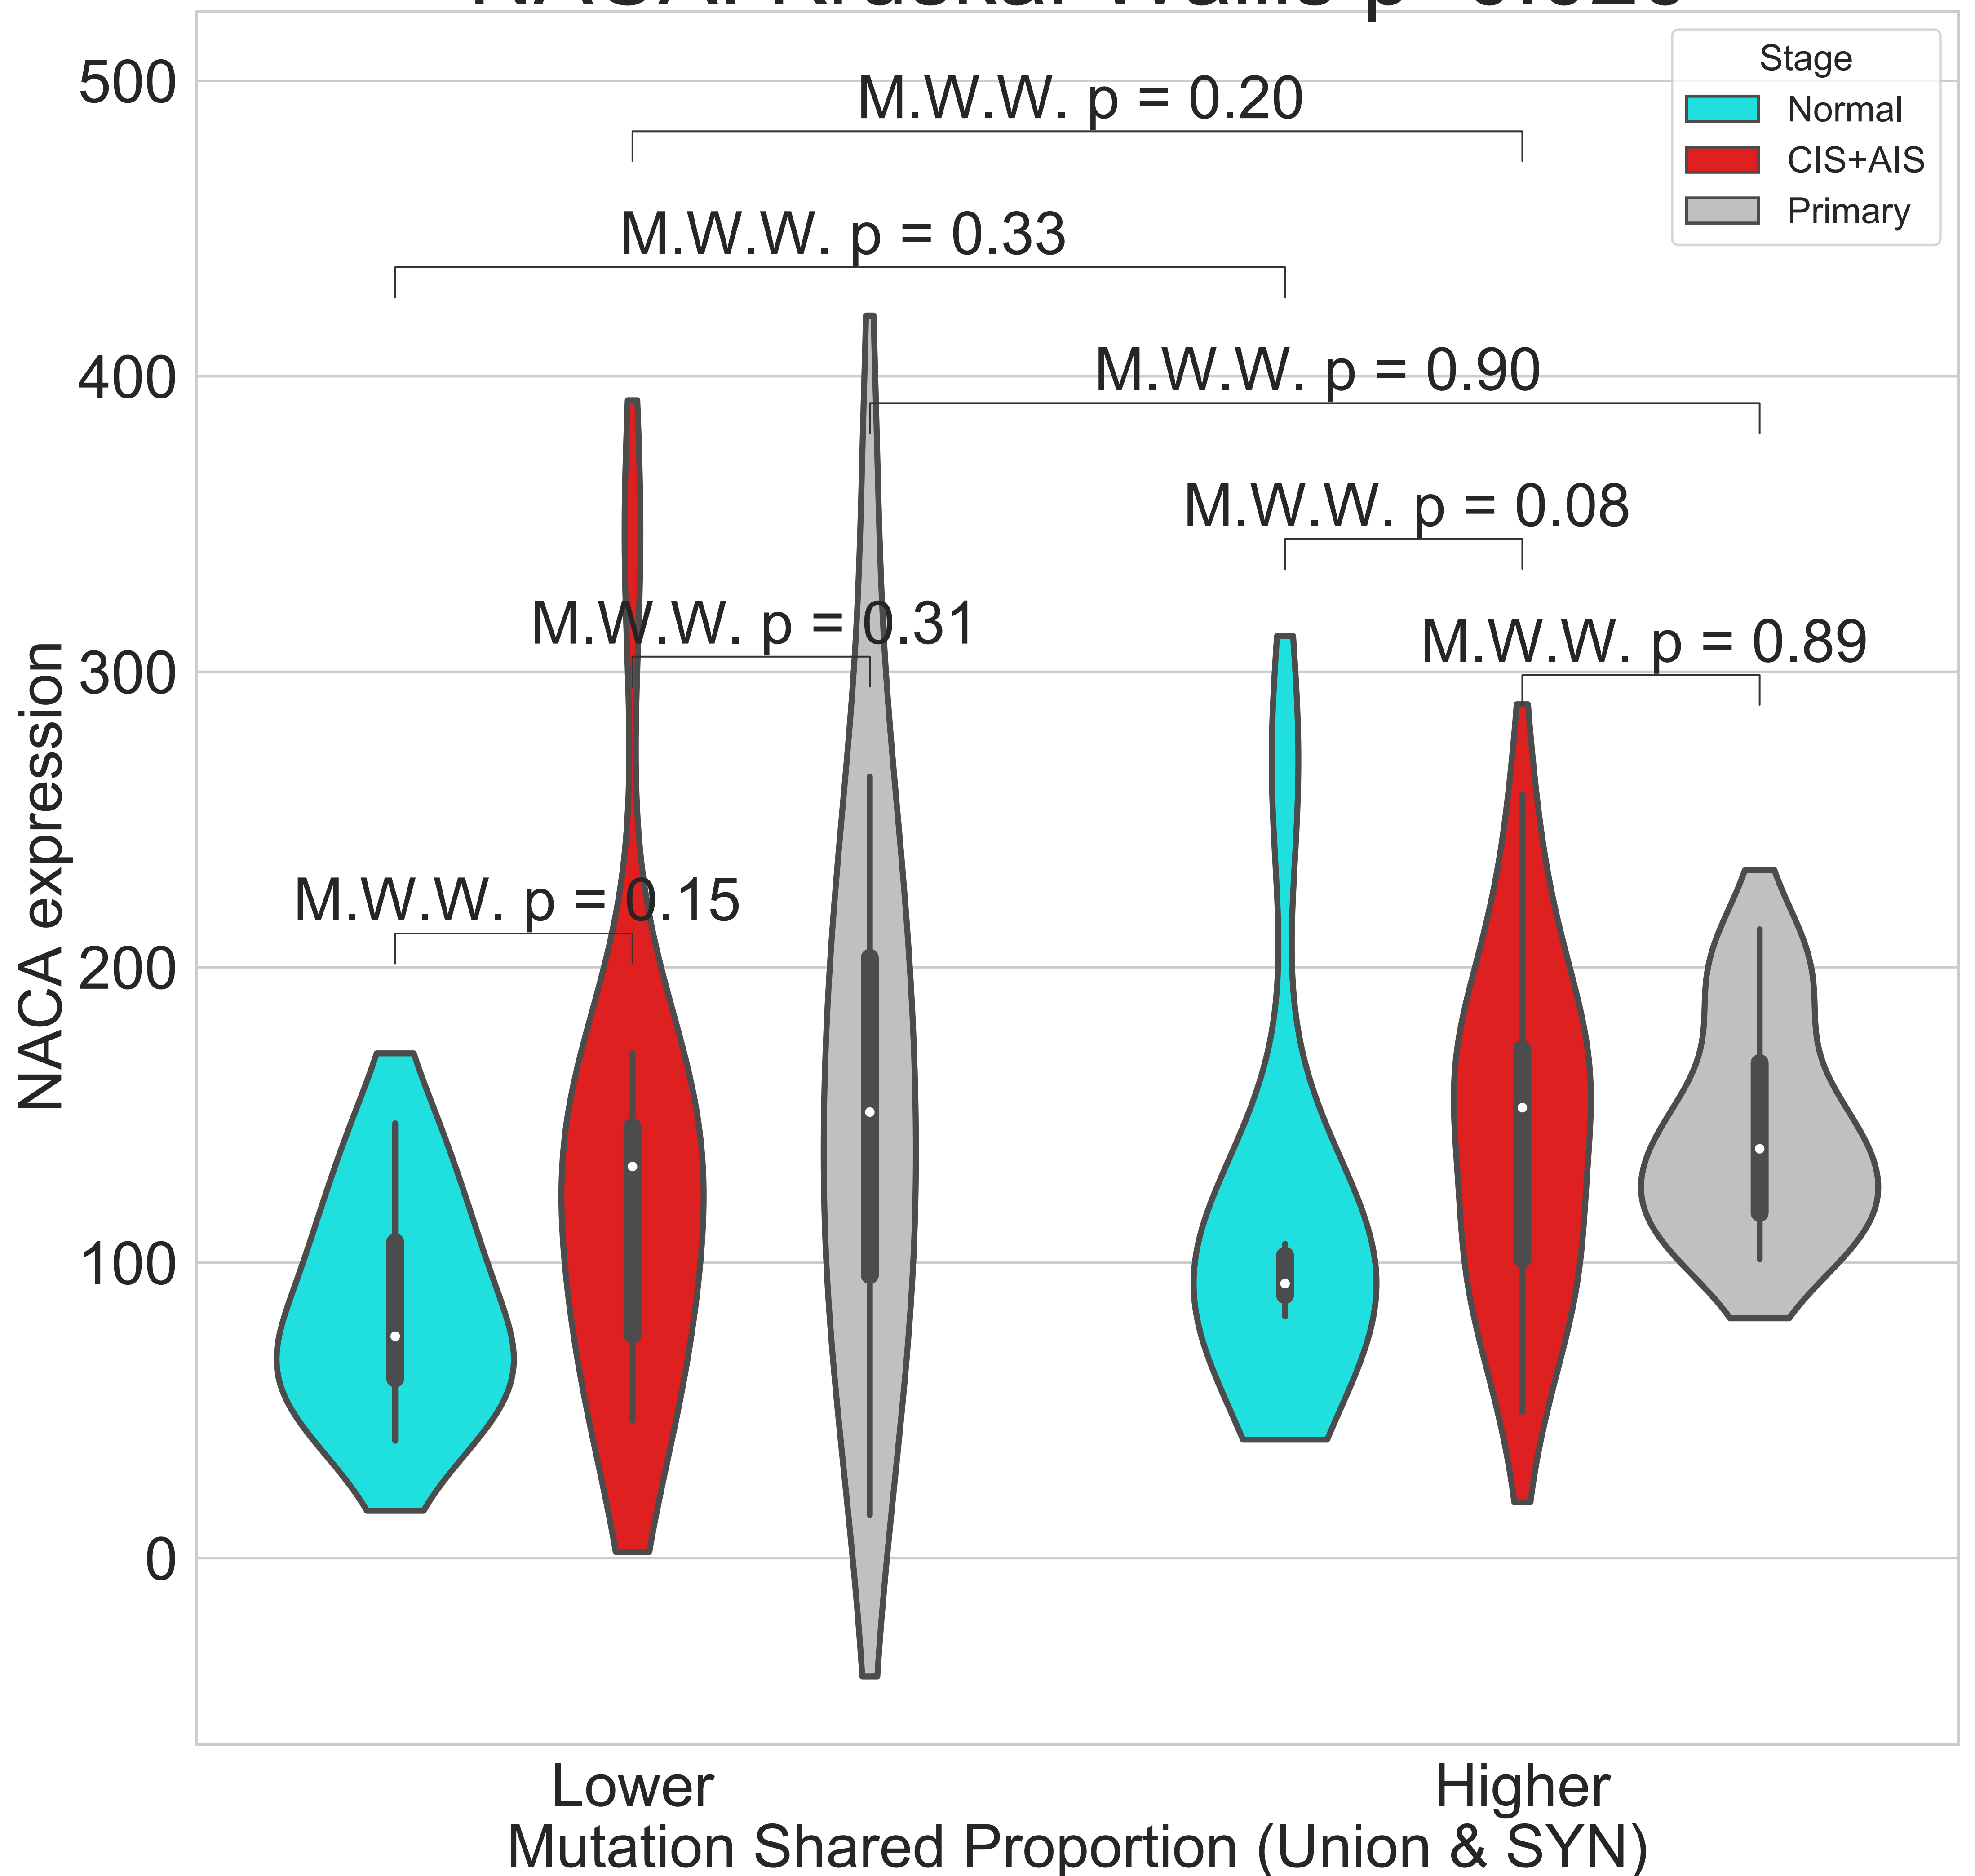 Stage
Normal
CIS+AIS
Primary
M.W.W. p = 0.20
M.W.W. p = 0.33
M.W.W. p = 0.90
M.W.W. p = 0.08
M.W.W. p = 0.31
M.W.W. p = 0.89
M.W.W. p = 0.15
500
400
300
200
100
0
NACA expression
Lower
Higher
Mutation Shared Proportion (Union & SYN)